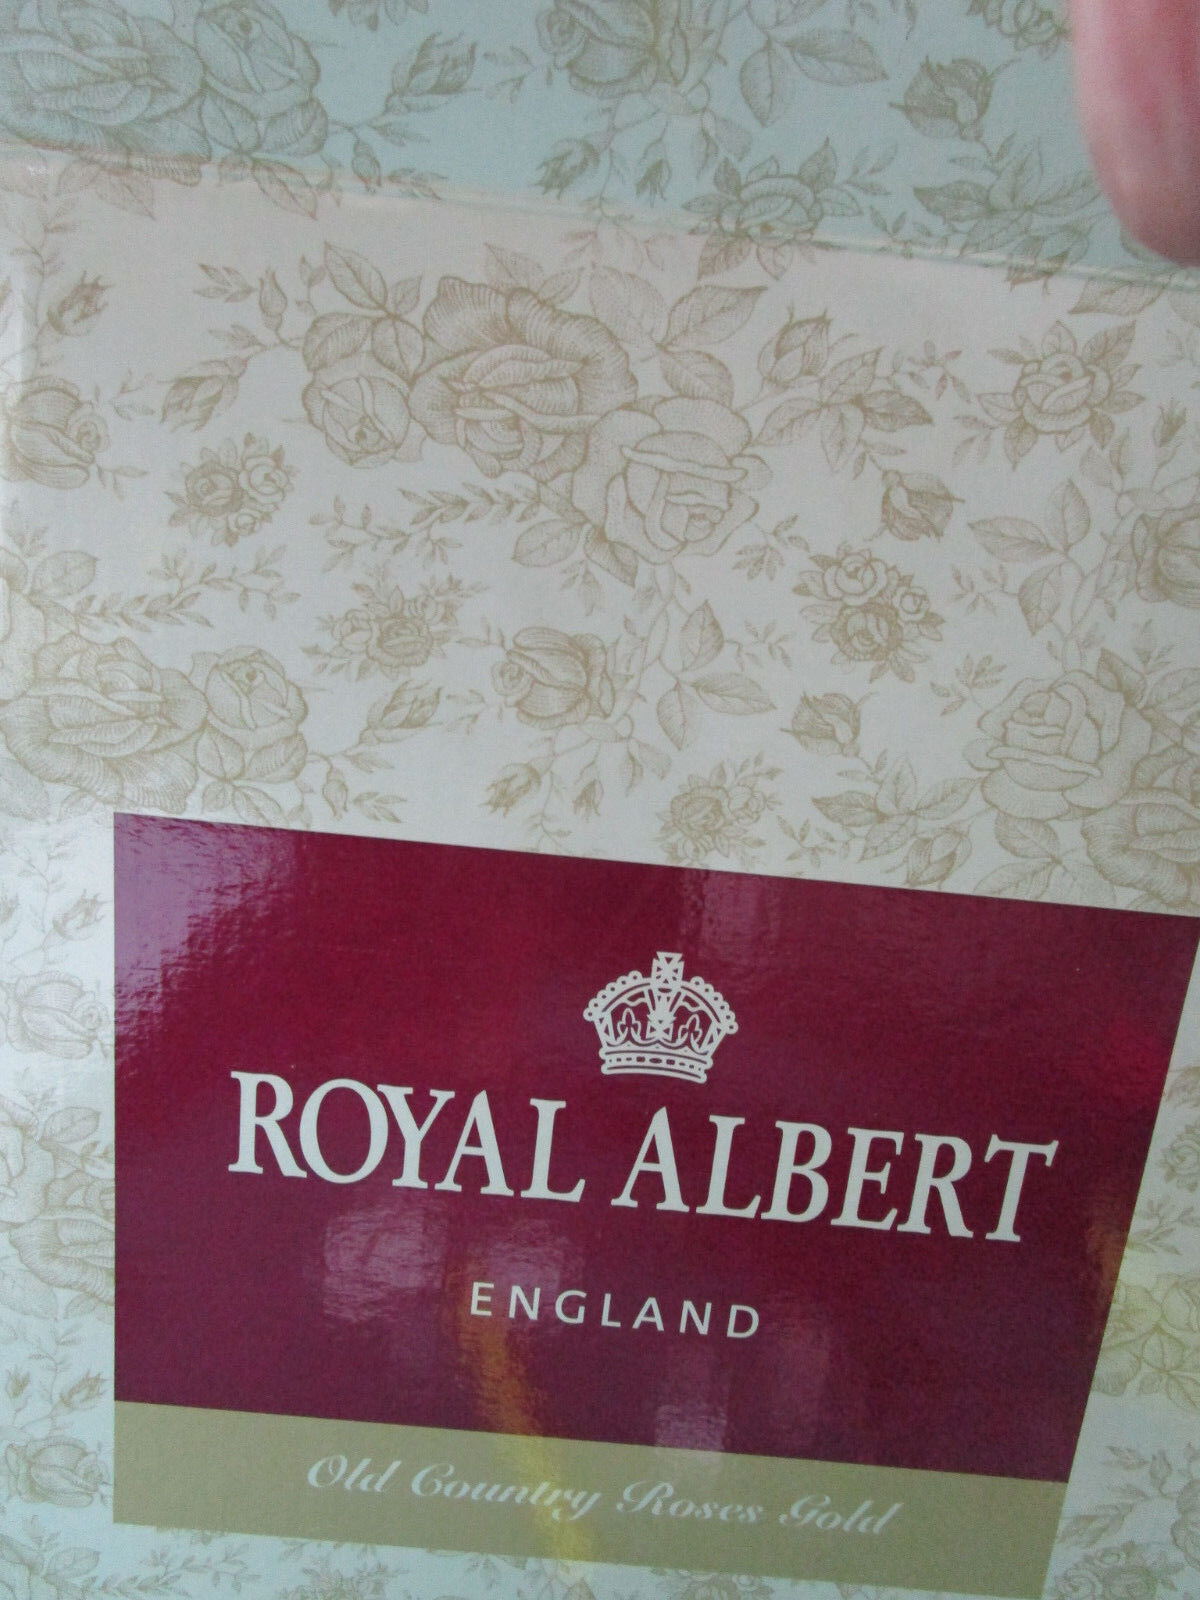 ROYAL ALBERT
ENGLAND
Old Country Roses Gold